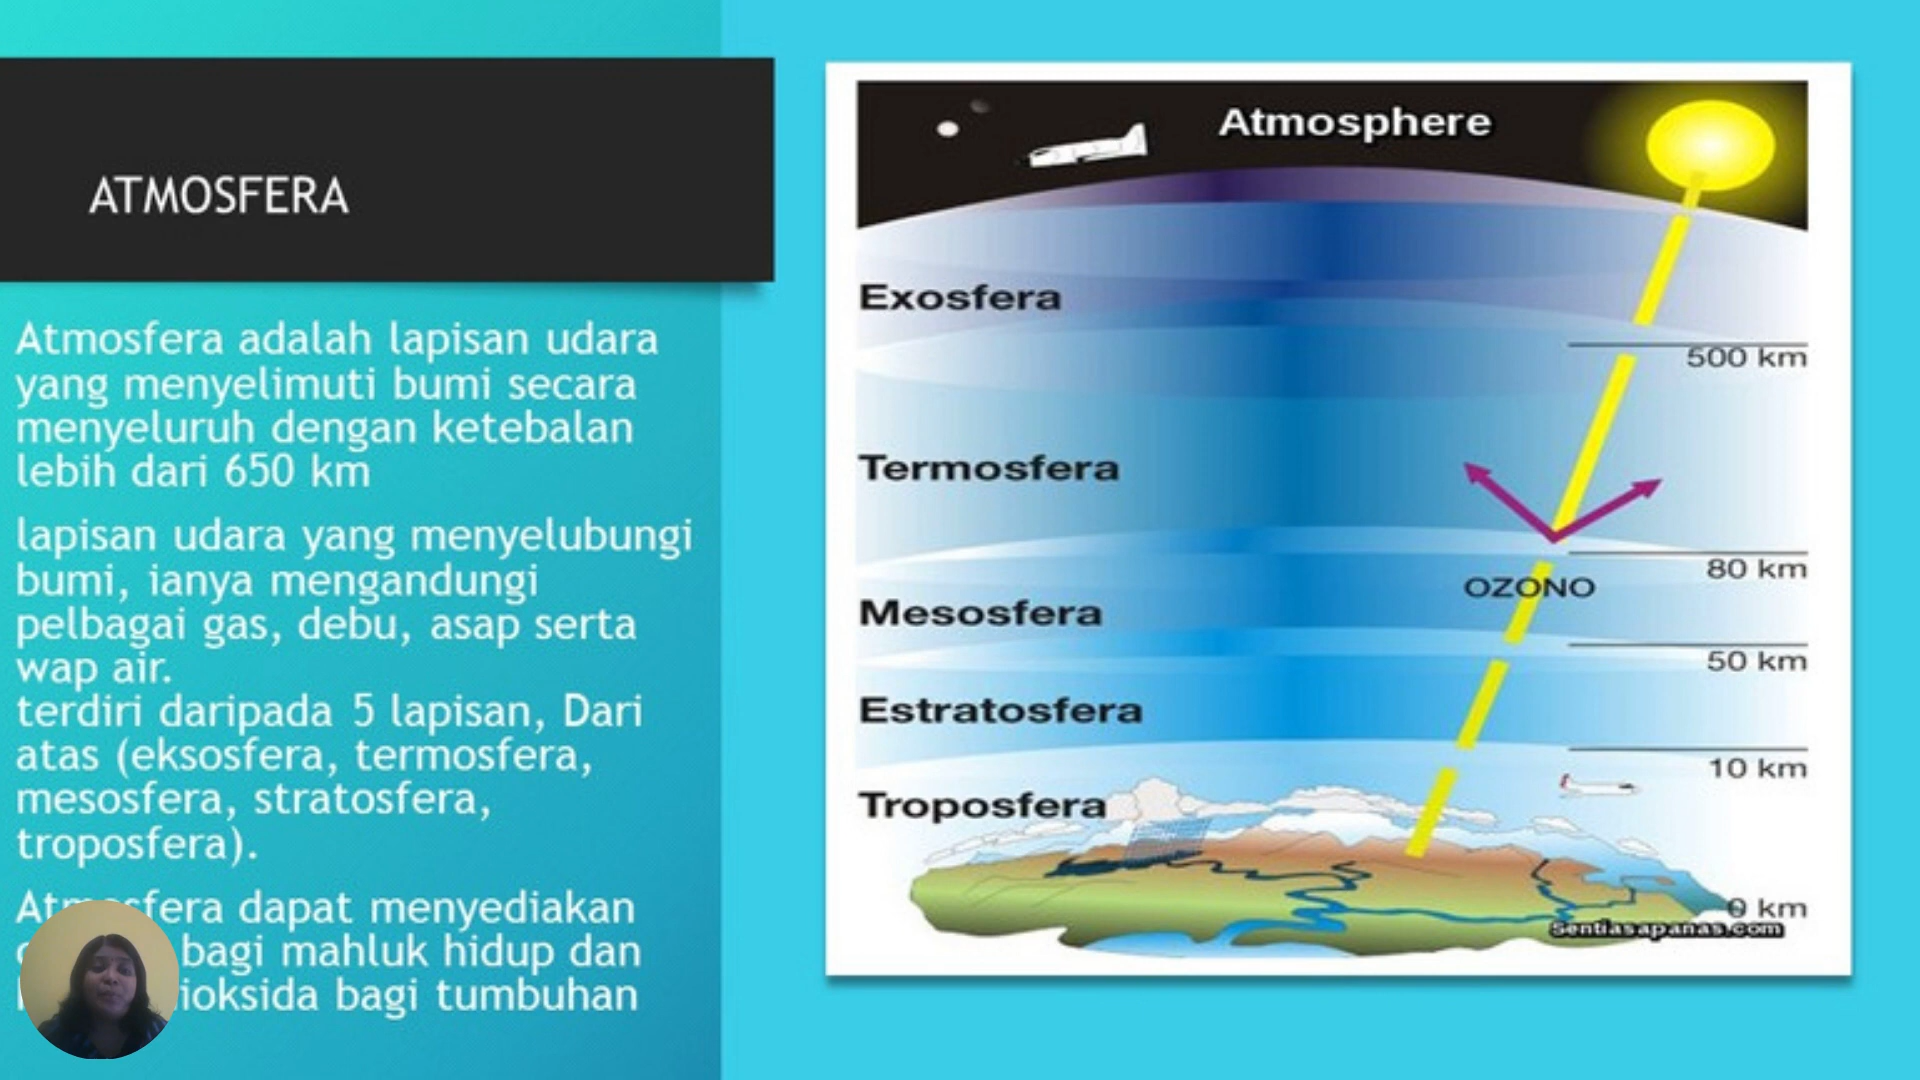 ATMOSFERA
Atmosfera adalah lapisan udara
yang menyelimuti bumi secara
menyeluruh dengan ketebalan
lebih dari 650 km
lapisan udara yang menyelubungi
bumi, ianya mengandungi
pelbagai gas, debu, asap serta
wap air.
terdiri daripada 5 lapisan, Dari
atas (eksosfera, termosfera,
mesosfera, stratosfera,
troposfera).
dapat menyediakan
bagi mahluk hidup dan
bagi tumbuhan
Atmosphere
Exosfera
500 km
Termosfera
80 km
OZONO
Mesosfera
50 km
Estratosfera
10 km
Troposfera
0 km
Sentiasapanas.com